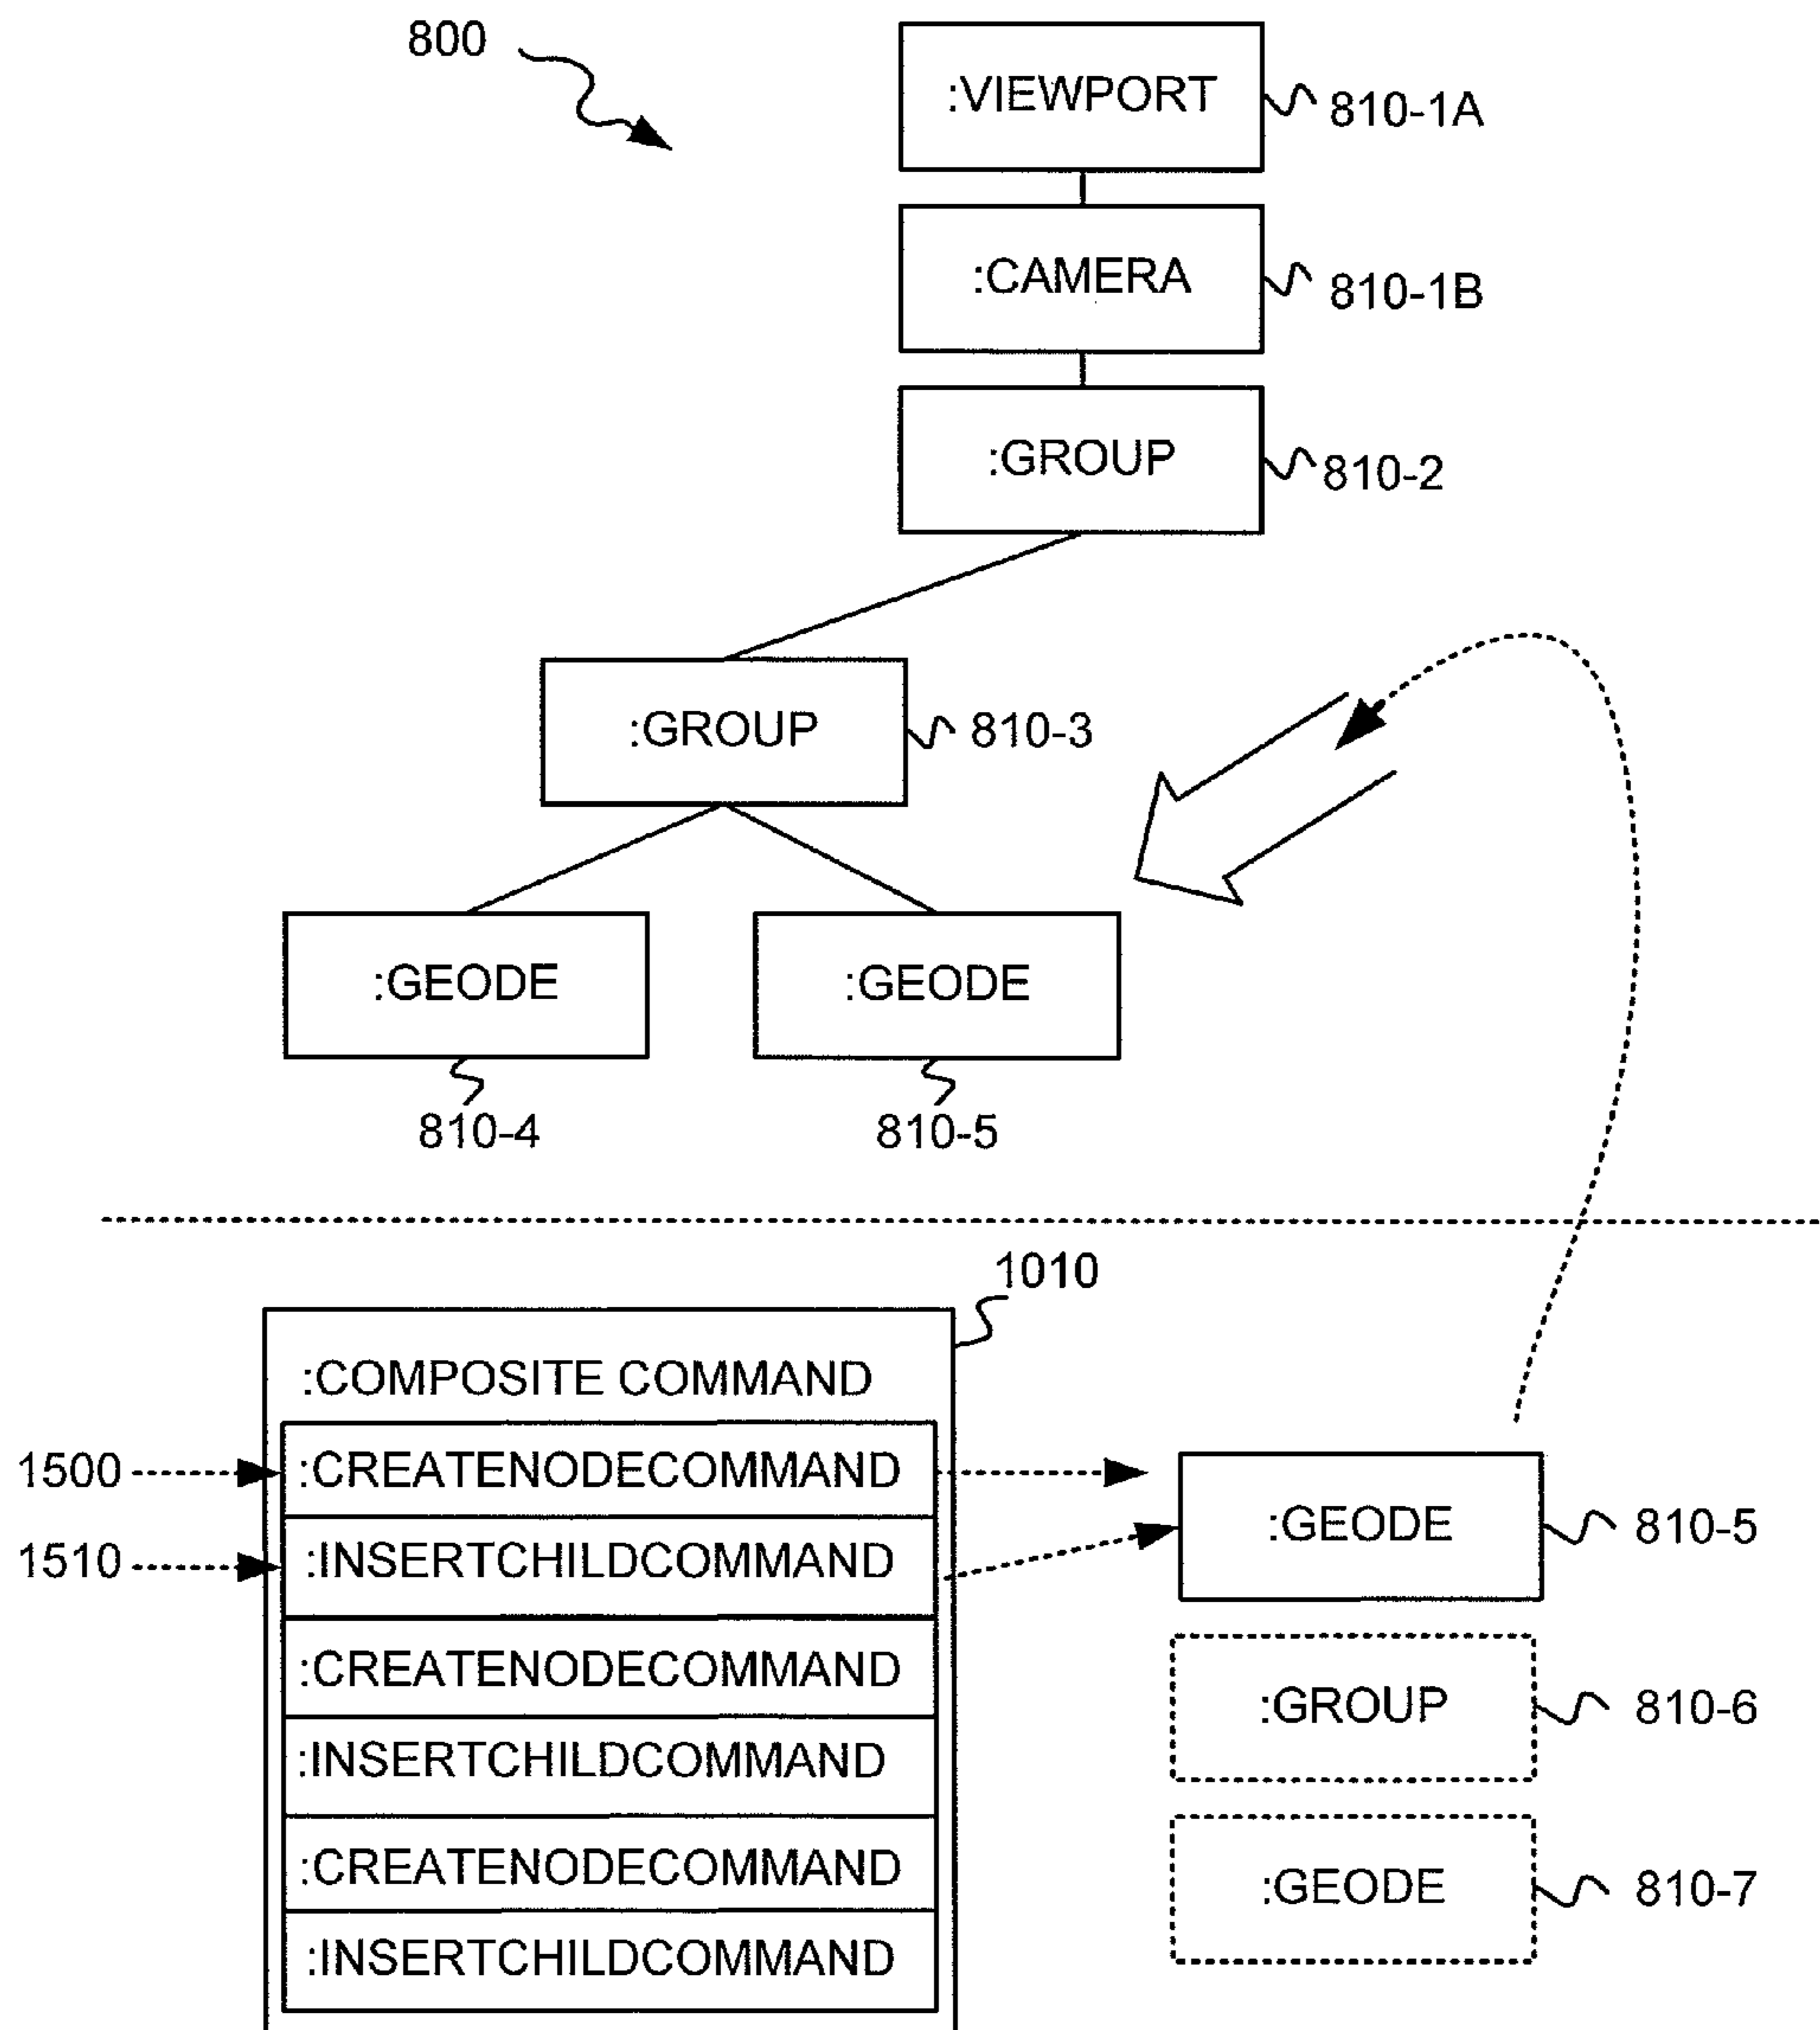 800
:VIEWPORT
810-1A
:CAMERA
810-1B
:GROUP
810-2
:GROUP
810-3
:GEODE
:GEODE
810-4
810-5
1010
:COMPOSITE COMMAND
1500
:CREATENODECOMMAND
1510
:INSERTCHILDCOMMAND
:CREATENODECOMMAND
:INSERTCHILDCOMMAND
:CREATENODECOMMAND
:INSERTCHILDCOMMAND
:GEODE
810-5
:GROUP
810-6
:GEODE
810-7